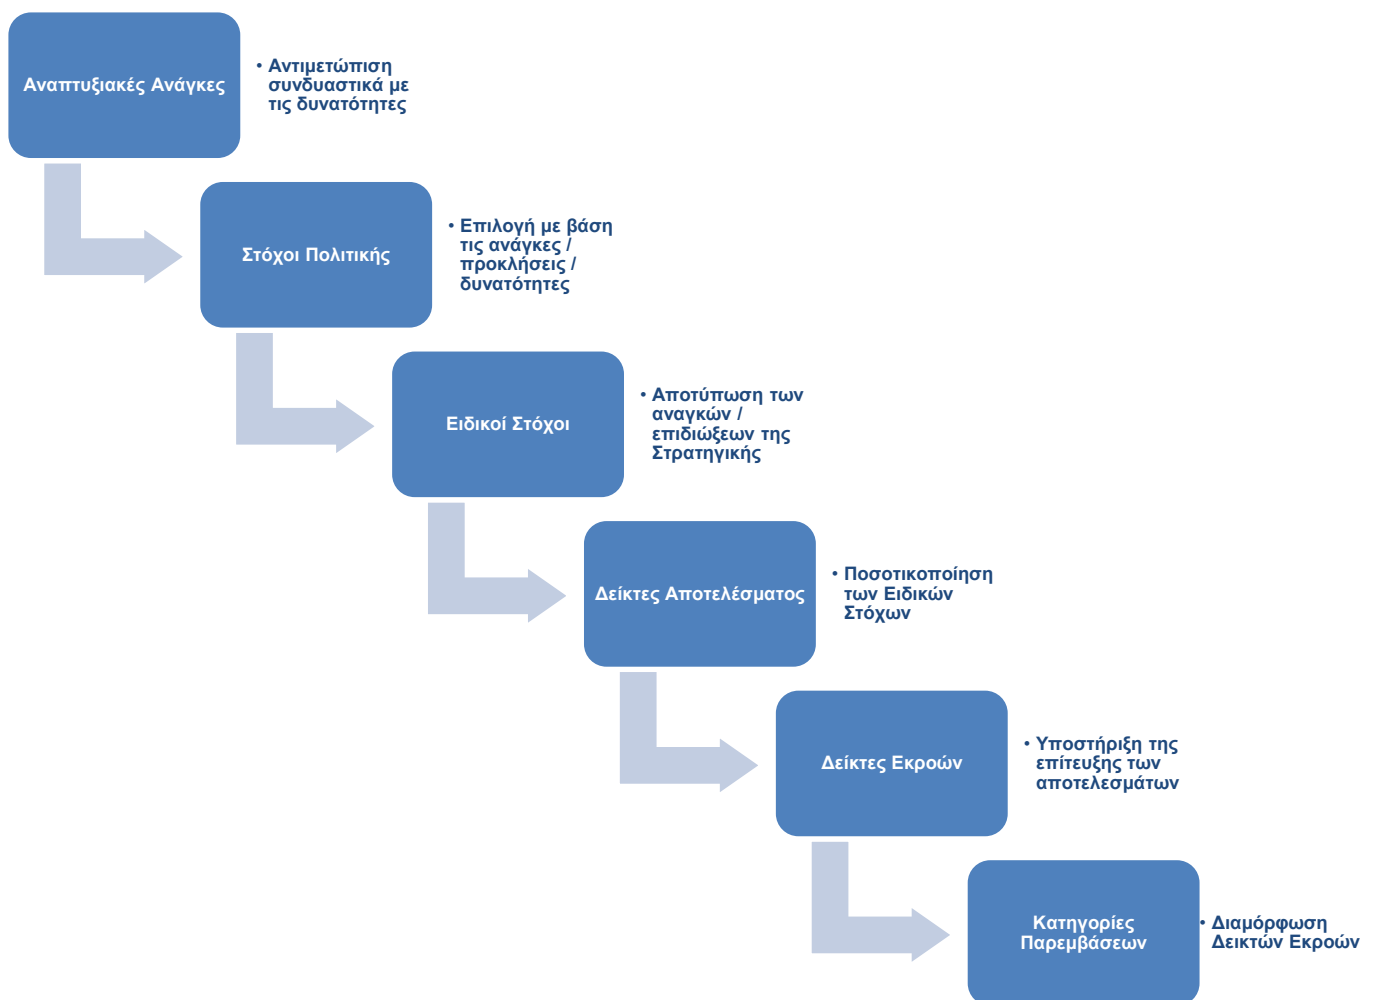 Αναπτυξιακές Ανάγκες
• Αντιμετώπιση
συνδυαστικά με
τις δυνατότητες
Στόχοι Πολιτικής
• Επιλογή με βάση
τις ανάγκες /
προκλήσεις /
δυνατότητες
Ειδικοί Στόχοι
• Αποτύπωση των
αναγκών /
επιδιώξεων της
Στρατηγικής
Δείκτες Αποτελέσματος
• Ποσοτικοποίηση
των Ειδικών
Στόχων
Δείκτες Εκροών
• Υποστήριξη της
επίτευξης των
αποτελεσμάτων
Κατηγορίες
Παρεμβάσεων
• Διαμόρφωση
Δεικτών Εκροών